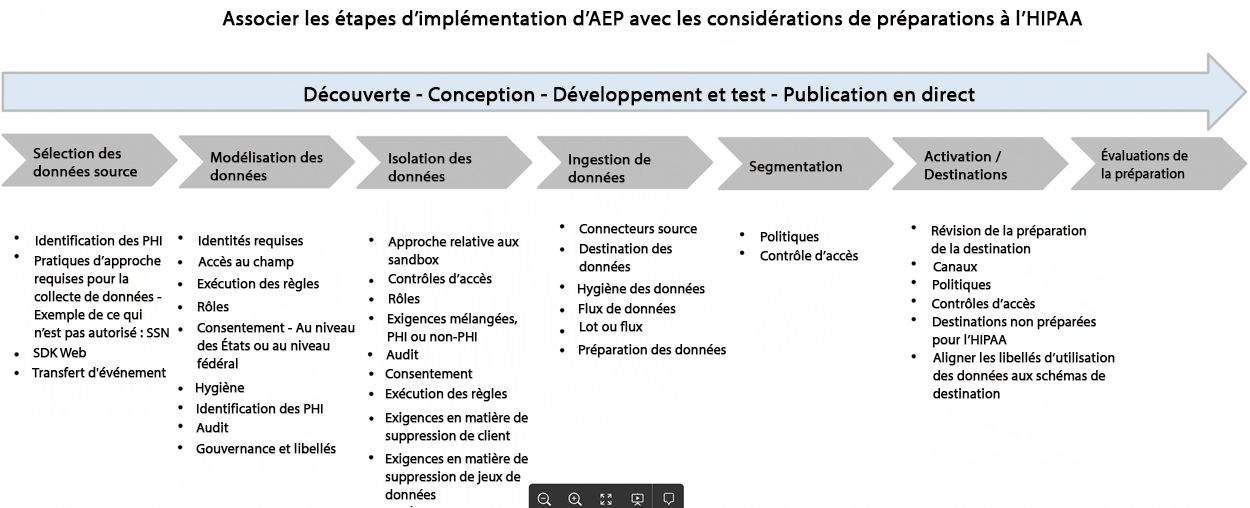 Associer les étapes d’implémentation d’AEP avec les considérations de préparations à l’HIPAA
Découverte - Conception - Développement et test - Publication en direct
Sélection des
données source
Modélisation des
données
Isolation des
données
Ingestion de
données
Segmentation
Activation /
Destinations
Évaluations de
la préparation
• Identification des PHI
• Pratiques d’approche
requises pour la
collecte de données -
Exemple de ce qui
n’est pas autorisé : SSN
• SDK Web
• Transfert d'événement
• Identités requises
• Accès au champ
• Exécution des règles
• Rôles
• Consentement - Au niveau
des États ou au niveau
fédéral
• Hygiène
• Identification des PHI
• Audit
• Gouvernance et libellés
• Approche relative aux
sandbox
• Contrôles d’accès
• Rôles
• Exigences mélangées,
PHI ou non-PHI
• Audit
• Consentement
• Exécution des règles
• Exigences en matière de
suppression de client
• Exigences en matière de
suppression de jeux de
données
• Connecteurs source
• Destination des
données
• Hygiène des données
• Flux de données
• Lot ou flux
• Préparation des données
• Politiques
• Contrôle d’accès
• Révision de la préparation
de la destination
• Canaux
• Politiques
• Contrôles d’accès
• Destinations non préparées
pour l’HIPAA
• Aligner les libellés d’utilisation
des données aux schémas de
destination